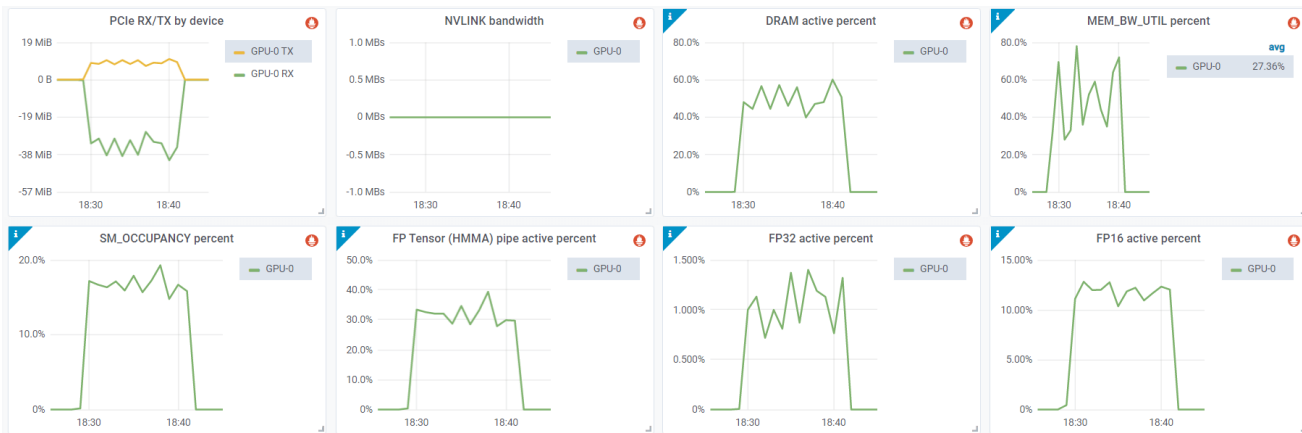 PCIe RX/TX by device
19 MiB
0 B
-19 MiB
-38 MiB
-57 MiB
18:30
18:40
GPU-0 TX
GPU-0 RX
NVLINK bandwidth
1.0 MBs
0.5 MBs
0 MBs
-0.5 MBs
-1.0 MBs
18:30
18:40
GPU-0
i
DRAM active percent
80.0%
60.0%
40.0%
20.0%
0%
18:30
18:40
GPU-0
i
MEM_BW_UTIL percent
80.0%
60.0%
40.0%
20.0%
0%
18:30
18:40
avg
GPU-0 27.36%
i
SM_OCCUPANCY percent
20.0%
10.0%
0%
18:30
18:40
GPU-0
i
FP Tensor (HMMA) pipe active percent
50.0%
40.0%
30.0%
20.0%
10.0%
0%
18:30
18:40
GPU-0
i
FP32 active percent
1.500%
1.000%
0.500%
0%
18:30
18:40
GPU-0
i
FP16 active percent
15.00%
10.00%
5.00%
0%
18:30
18:40
GPU-0